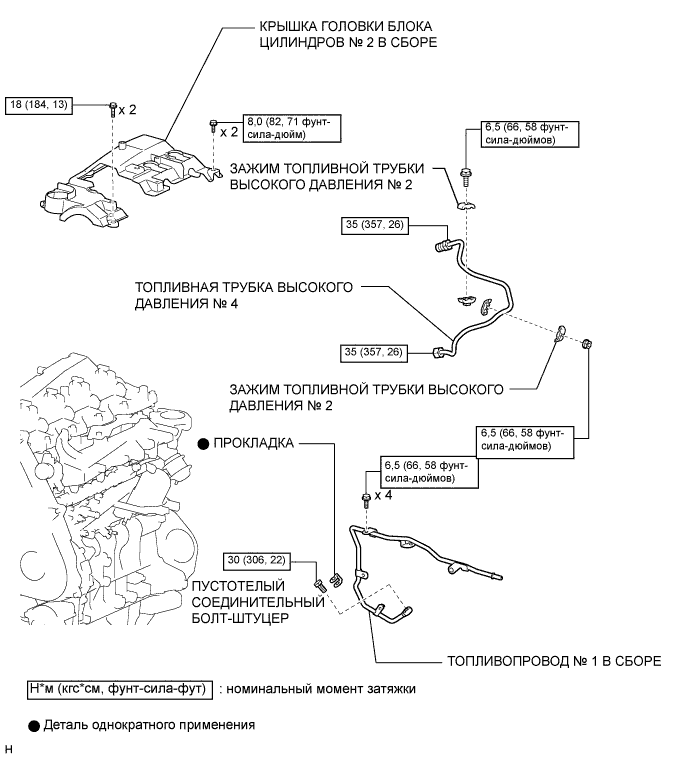 КРЫШКА ГОЛОВКИ БЛОКА
ЦИЛИНДРОВ № 2 В СБОРЕ
18 (184, 13)
x 2
8,0 (82, 71 фунт-
сила-дюйм)
x 2
6,5 (66, 58 фунт-
сила-дюймов)
ЗАЖИМ ТОПЛИВНОЙ ТРУБКИ
ВЫСОКОГО ДАВЛЕНИЯ № 2
35 (357, 26)
ТОПЛИВНАЯ ТРУБКА ВЫСОКОГО
ДАВЛЕНИЯ № 4
35 (357, 26)
ЗАЖИМ ТОПЛИВНОЙ ТРУБКИ ВЫСОКОГО
ДАВЛЕНИЯ № 2
6,5 (66, 58 фунт-
сила-дюймов)
ПРОКЛАДКА
6,5 (66, 58 фунт-
сила-дюймов)
x 4
30 (306, 22)
ПУСТОТЕЛЫЙ
СОЕДИНИТЕЛЬНЫЙ
БОЛТ-ШТУЦЕР
ТОПЛИВОПРОВОД № 1 В СБОРЕ
Н*м (кгс*см, фунт-сила-фут) : номинальный момент затяжки
Деталь однократного применения
H